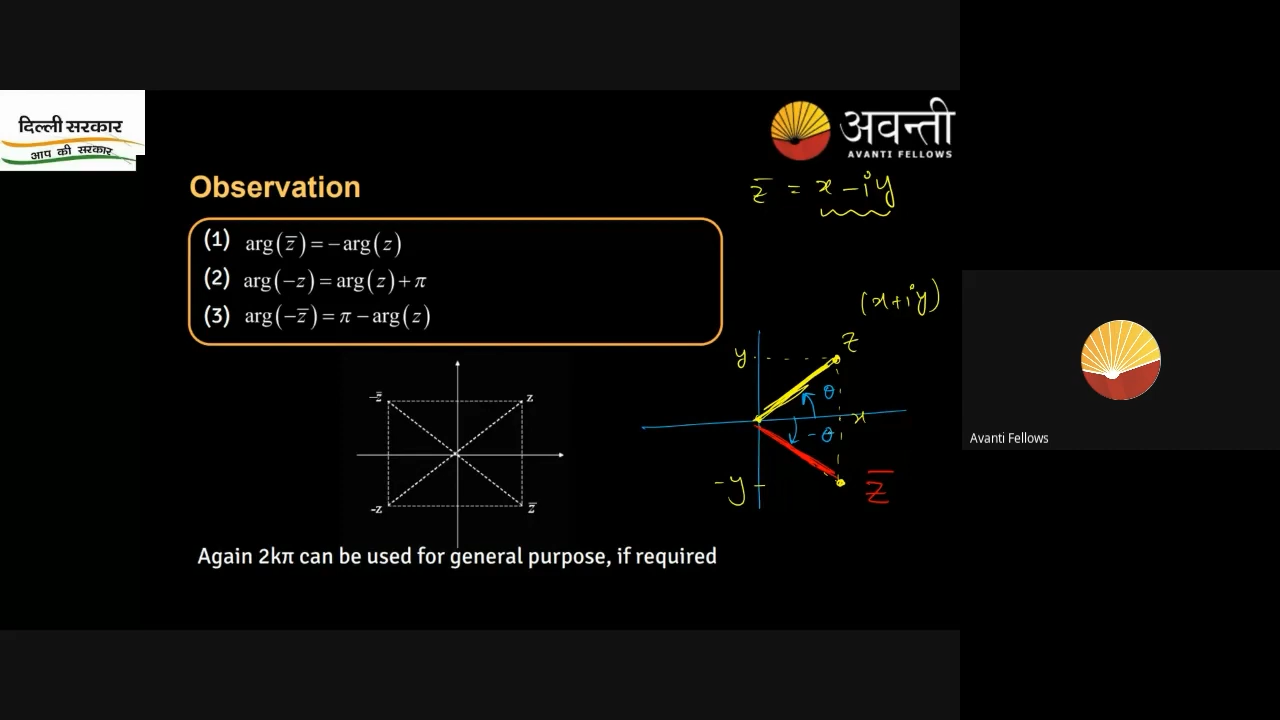 दिल्ली सरकार
आप की सरकार
अवन्ती
AVANTI FELLOWS
Observation
z̅ = x - iy
(1) arg(z̅) = -arg(z)
(2) arg(-z) = arg(z) + π
(3) arg(-z̅) = π - arg(z)
(x+iy)
z
y
θ
x
-θ
-y
z̅
-z̅
z
-z
z̅
Again 2kπ can be used for general purpose, if required
Avanti Fellows